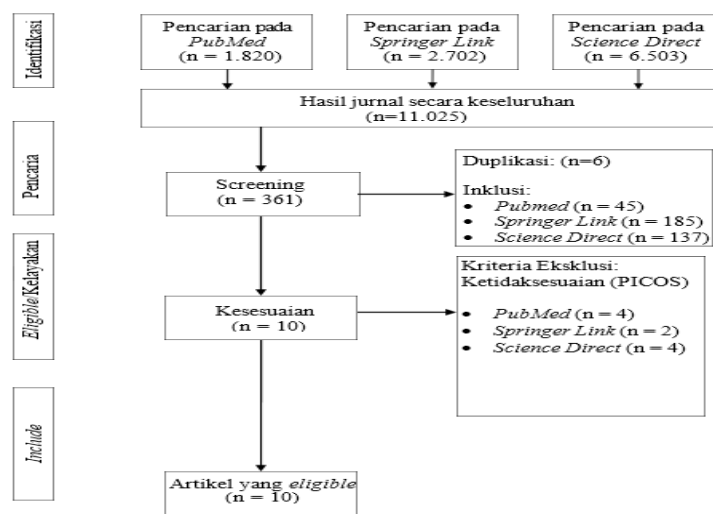 Identifikasi
Pencarian pada
PubMed
(n = 1.820)
Pencarian pada
Springer Link
(n = 2.702)
Pencarian pada
Science Direct
(n = 6.503)
Hasil jurnal secara keseluruhan
(n=11.025)
Pencaria
Screening
(n = 361)
Duplikasi: (n=6)
Inklusi:
• Pubmed (n = 45)
• Springer Link (n = 185)
• Science Direct (n = 137)
Eligible/Kelayakan
Kesesuaian
(n = 10)
Kriteria Eksklusi:
Ketidaksesuaian (PICOS)
• PubMed (n = 4)
• Springer Link (n = 2)
• Science Direct (n = 4)
Include
Artikel yang eligible
(n = 10)